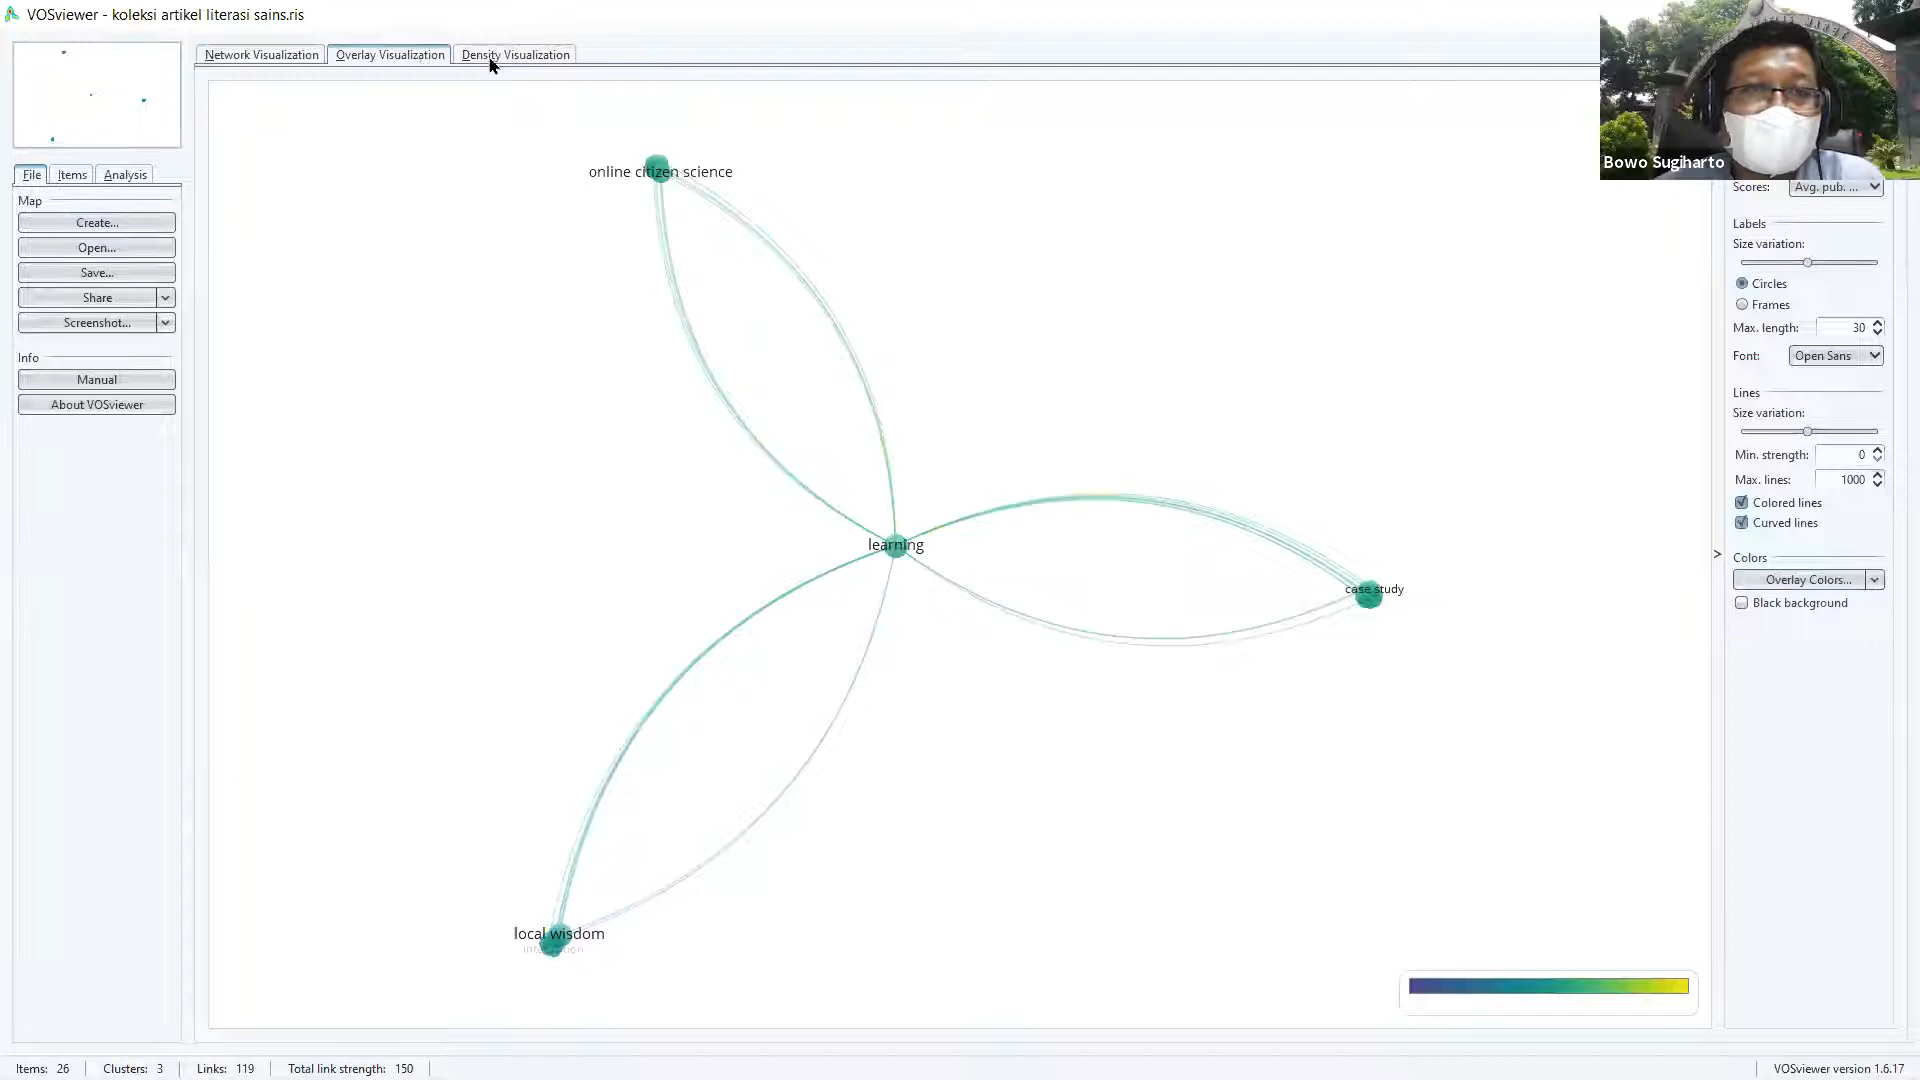 VOSviewer - koleksi artikel literasi sains.ris
Network Visualization
Overlay Visualization
Density Visualization
Bowo Sugiharto
File
Items
Analysis
Map
Create...
Open...
Save...
Share
Screenshot...
Info
Manual
About VOSviewer
online citizen science
learning
case study
local wisdom
Scores:
Avg. pub. ...
Labels
Size variation:
Circles
Frames
Max. length:
30
Font:
Open Sans
Lines
Size variation:
Min. strength:
0
Max. lines:
1000
Colored lines
Curved lines
>
Colors
Overlay Colors...
Black background
Items: 26
Clusters: 3
Links: 119
Total link strength: 150
VOSviewer version 1.6.17